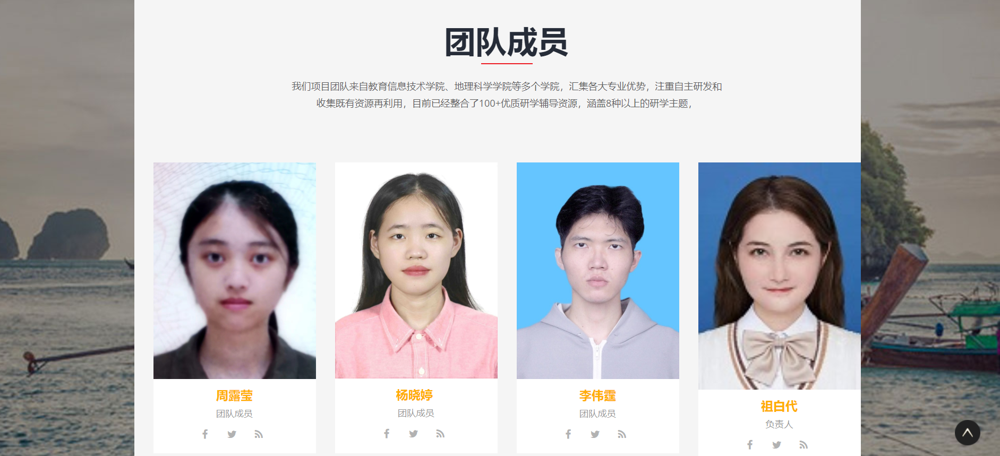 团队成员
我们项目团队来自教育信息技术学院、地理科学学院等多个学院，汇集各大专业优势，注重自主研发和
收集既有资源再利用，目前已经整合了100+优质研学辅导资源，涵盖8种以上的研学主题，
周露莹
团队成员
杨晓婷
团队成员
李伟霆
团队成员
祖白代
负责人